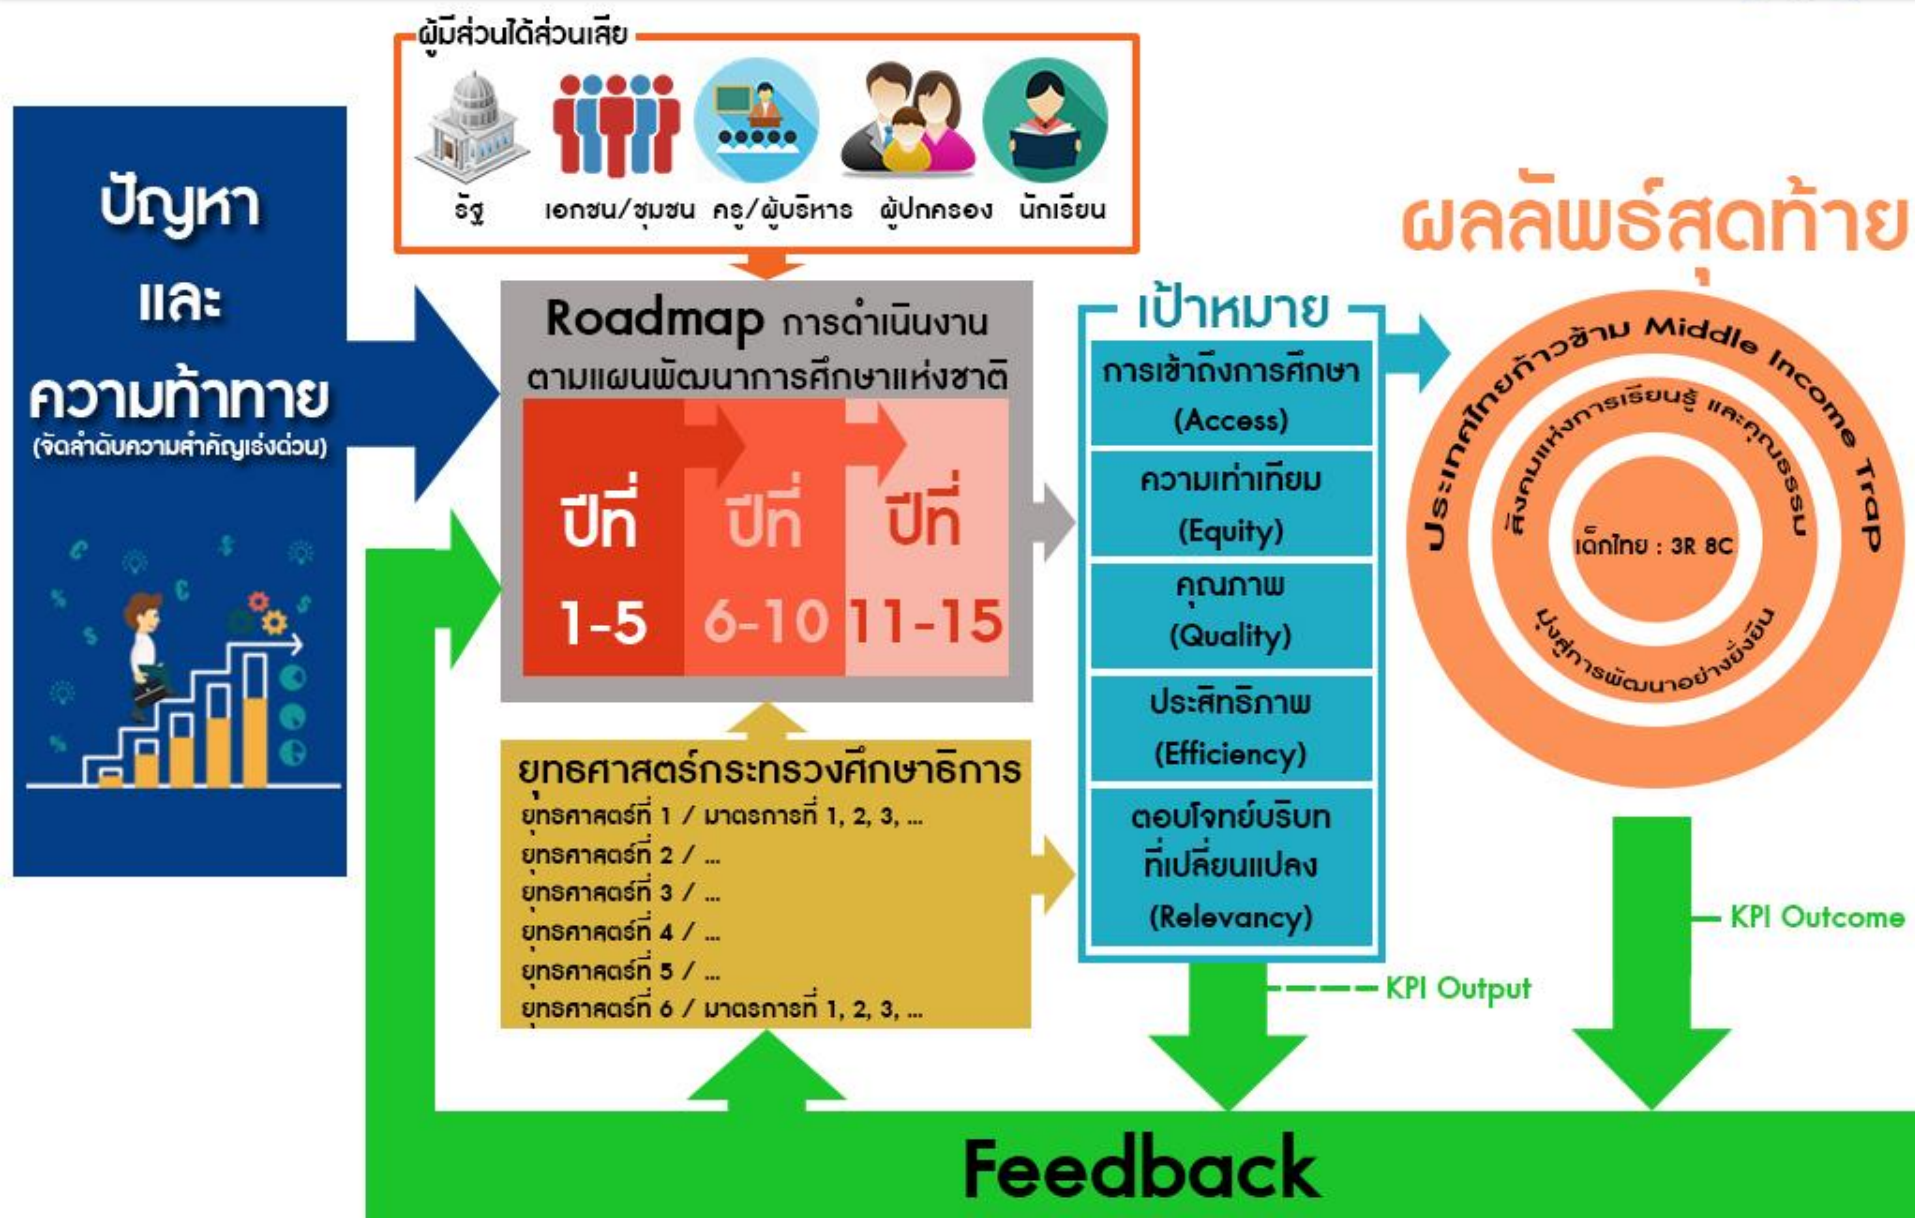 ผู้มีส่วนได้ส่วนเสีย
รัฐ
เอกชน/ชุมชน
ครู/ผู้บริหาร
ผู้ปกครอง
นักเรียน
ปัญหา
และ
ความท้าทาย
(จัดลำดับความสำคัญเร่งด่วน)
Roadmap การดำเนินงาน
ตามแผนพัฒนาการศึกษาแห่งชาติ
ปีที่
1-5
ปีที่
6-10
ปีที่
11-15
ยุทธศาสตร์กระทรวงศึกษาธิการ
ยุทธศาสตร์ที่ 1 / มาตรการที่ 1, 2, 3, ...
ยุทธศาสตร์ที่ 2 / ...
ยุทธศาสตร์ที่ 3 / ...
ยุทธศาสตร์ที่ 4 / ...
ยุทธศาสตร์ที่ 5 / ...
ยุทธศาสตร์ที่ 6 / มาตรการที่ 1, 2, 3, ...
เป้าหมาย
การเข้าถึงการศึกษา
(Access)
ความเท่าเทียม
(Equity)
คุณภาพ
(Quality)
ประสิทธิภาพ
(Efficiency)
ตอบโจทย์บริบท
ที่เปลี่ยนแปลง
(Relevancy)
ผลลัพธ์สุดท้าย
ประเทศไทยก้าวข้าม Middle Income Trap
สังคมแห่งการเรียนรู้ และคุณธรรม
เด็กไทย : 3R 8C
มุ่งสู่การพัฒนาอย่างยั่งยืน
KPI Outcome
KPI Output
Feedback